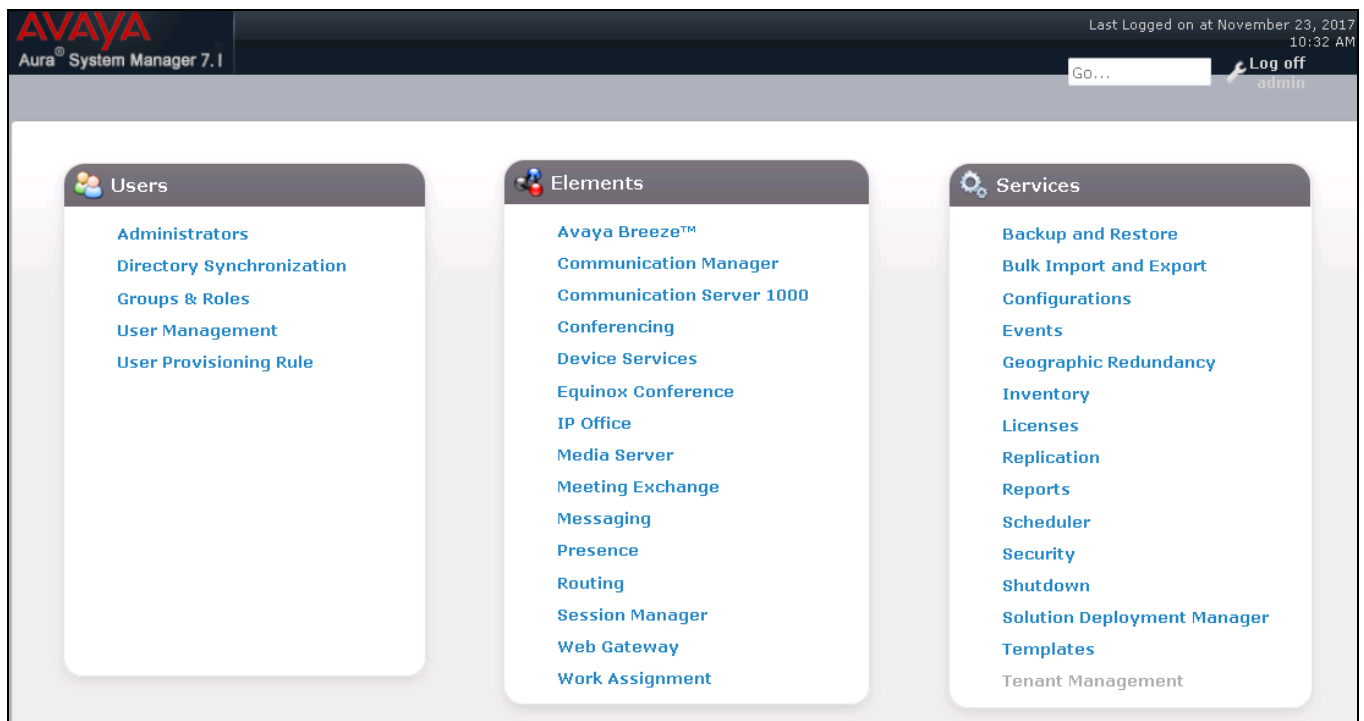 AVAYA
Aura® System Manager 7.1
Last Logged on at November 23, 2017
10:32 AM
Go...
Log off
admin
Users
Administrators
Directory Synchronization
Groups & Roles
User Management
User Provisioning Rule
Elements
Avaya Breeze™
Communication Manager
Communication Server 1000
Conferencing
Device Services
Equinox Conference
IP Office
Media Server
Meeting Exchange
Messaging
Presence
Routing
Session Manager
Web Gateway
Work Assignment
Services
Backup and Restore
Bulk Import and Export
Configurations
Events
Geographic Redundancy
Inventory
Licenses
Replication
Reports
Scheduler
Security
Shutdown
Solution Deployment Manager
Templates
Tenant Management